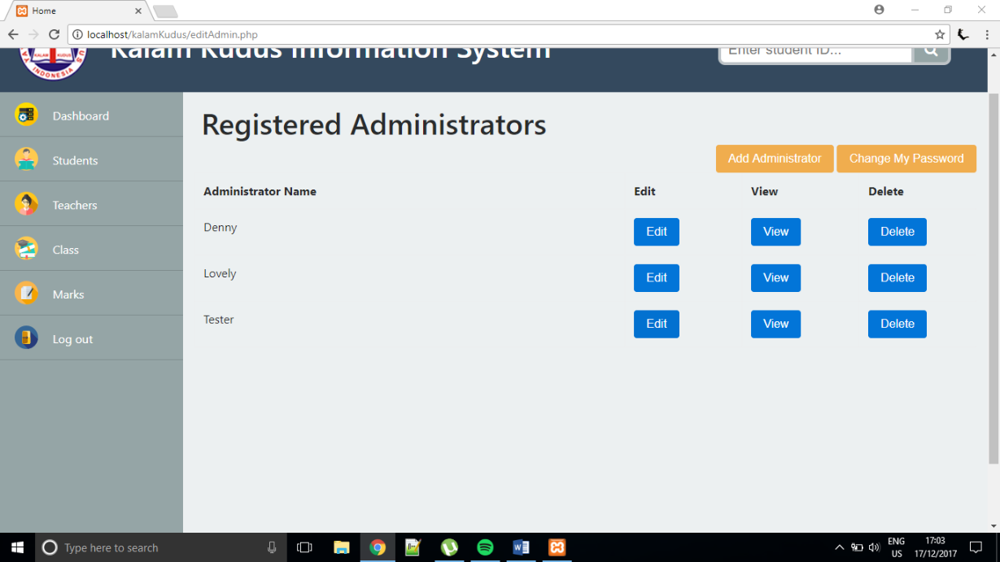 Home
localhost/kalamKudus/editAdmin.php
Kalam Kudus Information System
Enter student ID...
KALAM KUDUS
INDONESIA
Dashboard
Students
Teachers
Class
Marks
Log out
Registered Administrators
Add Administrator Change My Password
Administrator Name Edit View Delete
Denny Edit View Delete
Lovely Edit View Delete
Tester Edit View Delete
Type here to search
ENG 17:03
US 17/12/2017